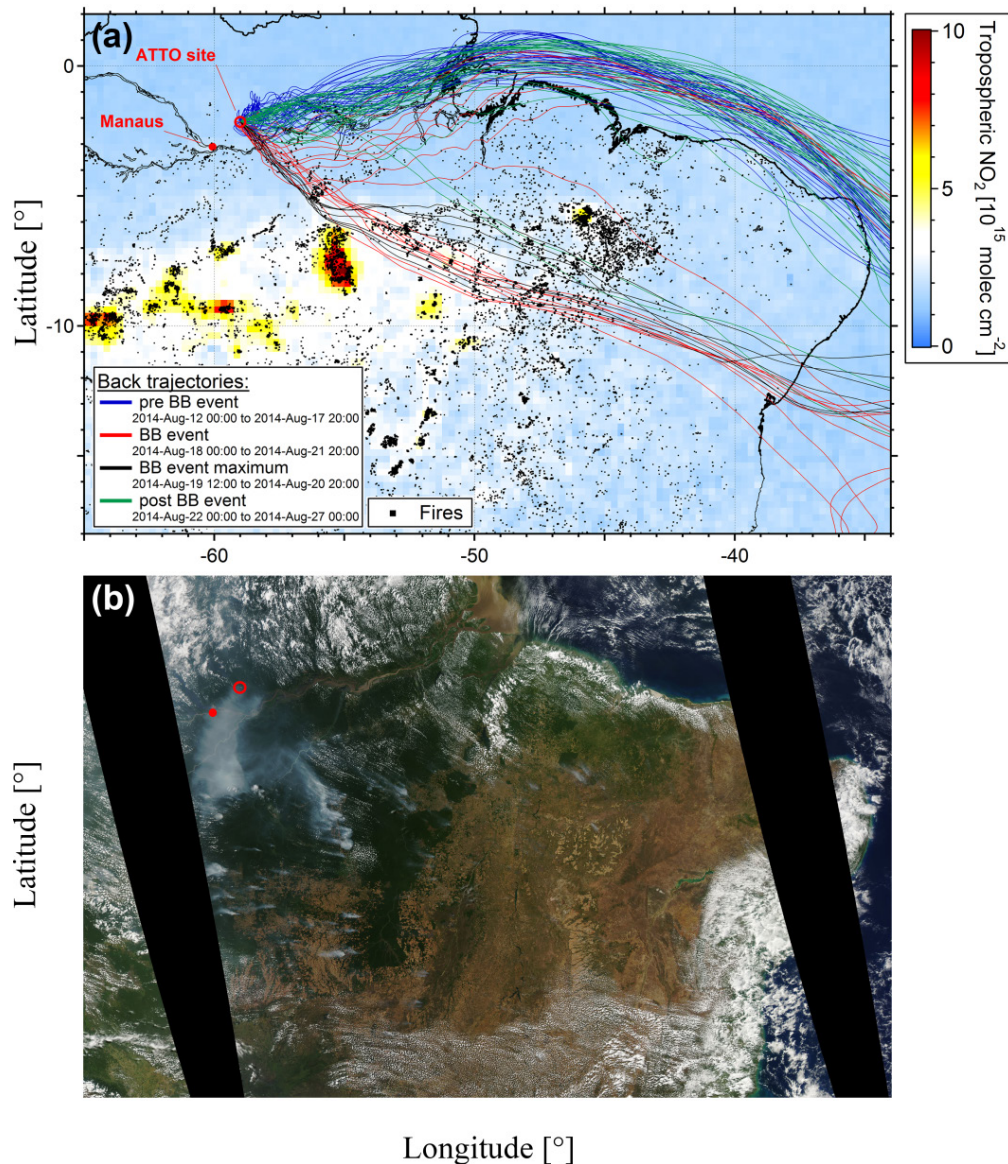 (a)
ATTO site
Manaus
0
-10
Latitude [°]
Back trajectories:
pre BB event
2014-Aug-12 00:00 to 2014-Aug-17 20:00
BB event
2014-Aug-18 00:00 to 2014-Aug-21 20:00
BB event maximum
2014-Aug-19 12:00 to 2014-Aug-20 20:00
post BB event
2014-Aug-22 00:00 to 2014-Aug-27 00:00
Fires
-60
-50
-40
10
5
0
Tropospheric NO₂ [10¹⁵ molec cm⁻²]
(b)
Latitude [°]
Longitude [°]